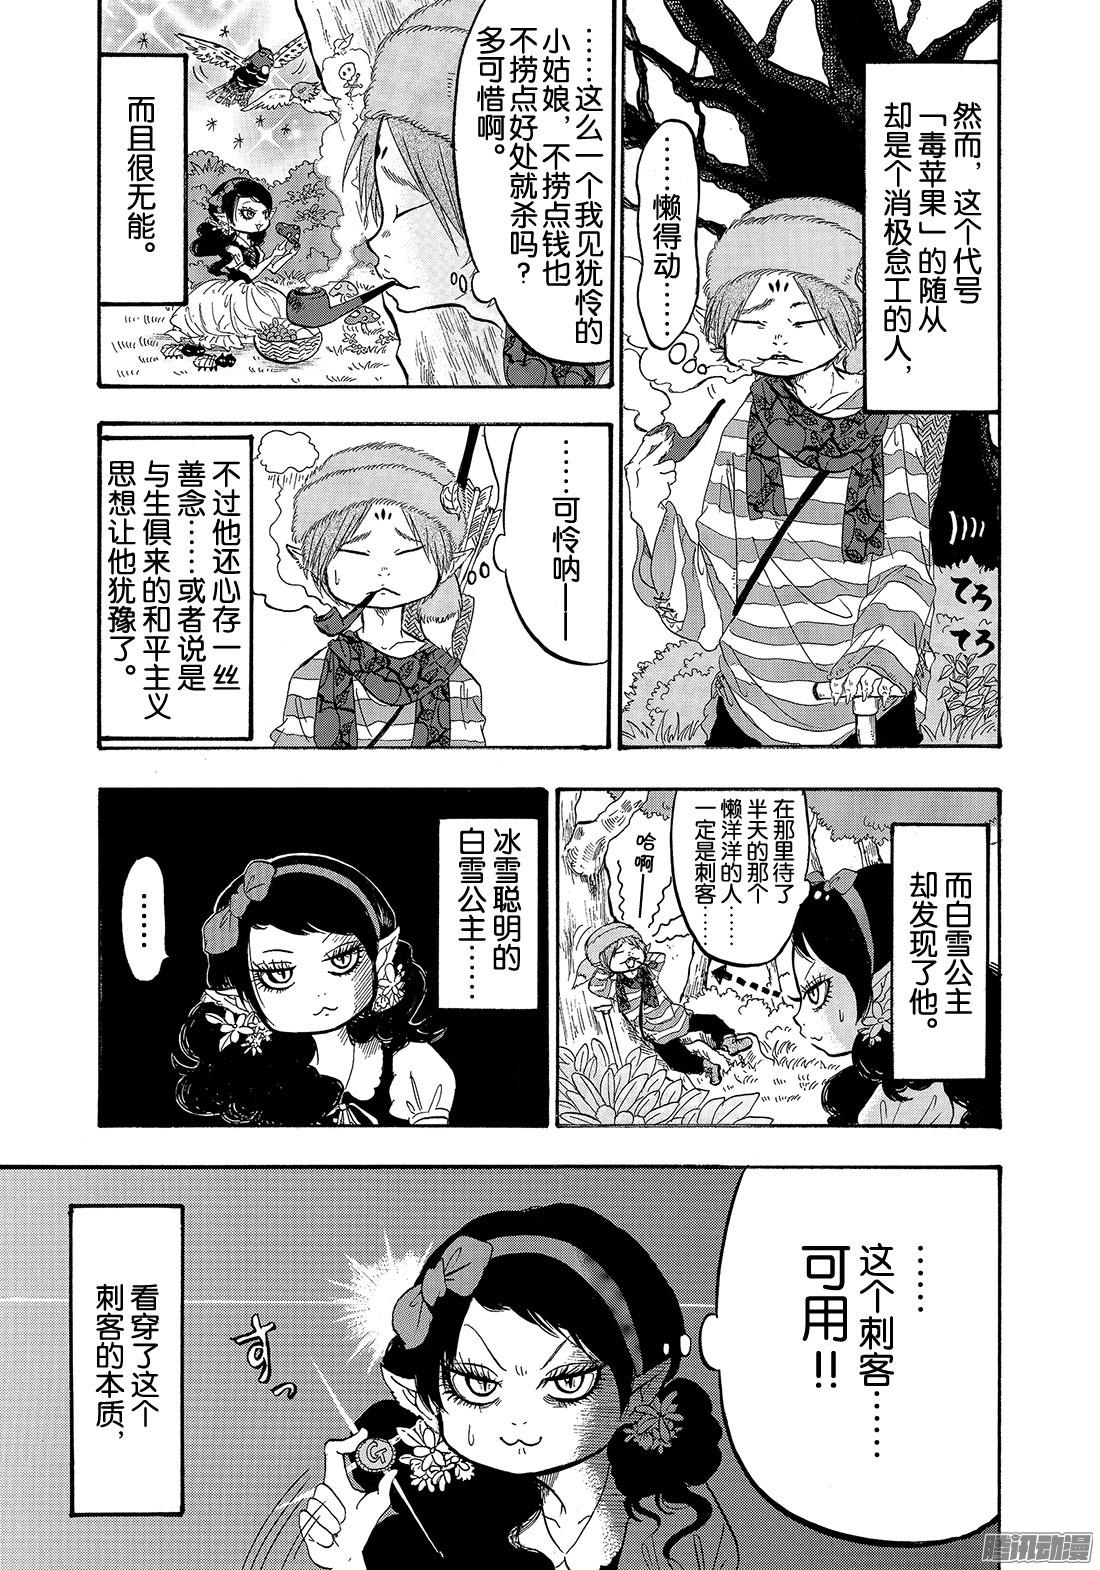 然而，这个代号
「毒苹果」的随从
却是个消极怠工的人，
………
懒得动……
てろ
てろ
……这么一个我见犹怜的
小姑娘，不捞点钱也
不捞点好处就杀吗？
多可惜啊。
而且很无能。
……可怜呐——
不过他还心存一丝
善念……或者说是
与生俱来的和平主义
思想让他犹豫了。
而白雪公主
却发现了他。
在那里待了
半天的那个
懒洋洋的人……
一定是刺客……
哈啊——
冰雪聪明的
白雪公主……
……
……
这个刺客……
可用!!
すっ
G
看穿了这个
刺客的本质，
腾讯动漫